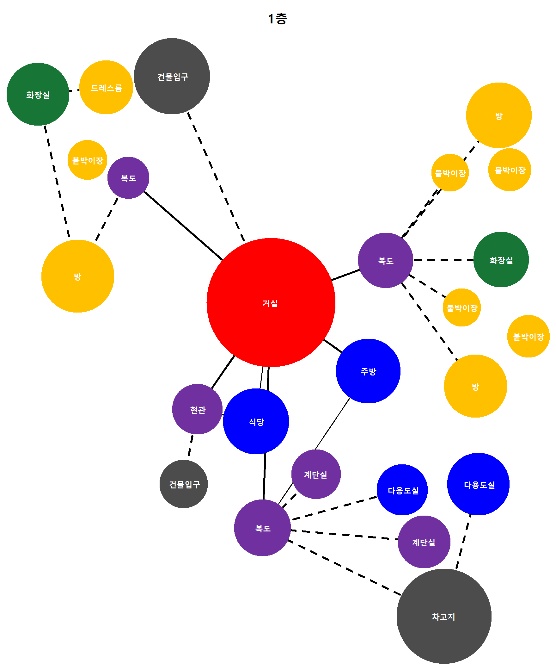 1층
건물입구
화장실
드레스룸
방
붙박이장
붙박이장
붙박이장
복도
복도
화장실
방
거실
붙박이장
붙박이장
주방
방
현관
식당
계단실
건물입구
다용도실
다용도실
복도
계단실
차고지